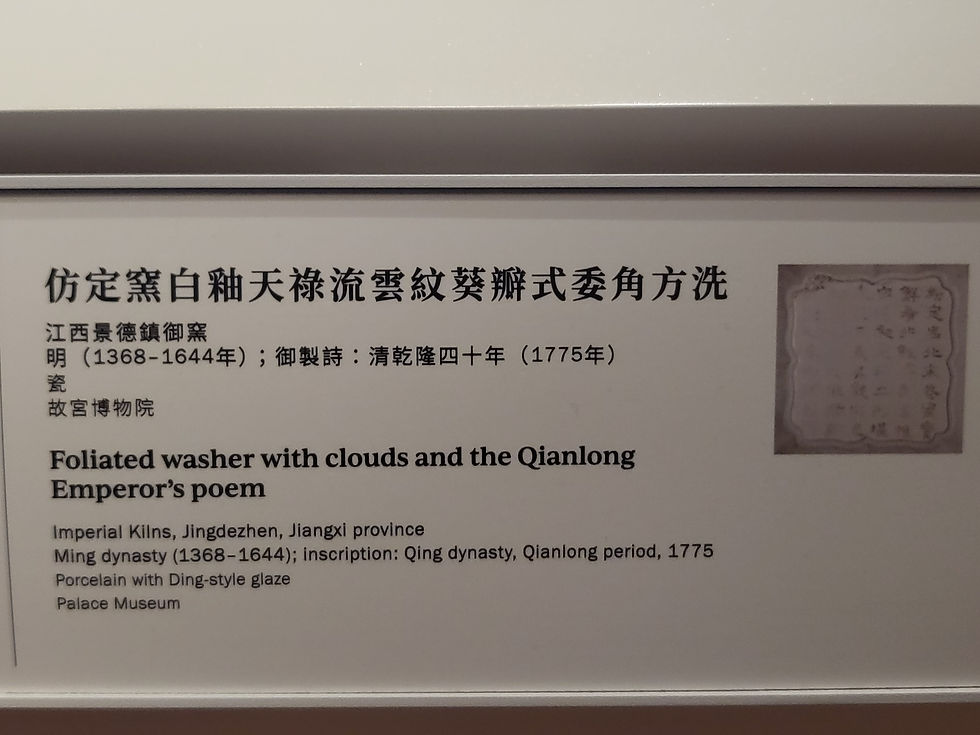 仿定窯白釉天祿流雲紋葵瓣式委角方洗
江西景德鎮御窯
明（1368–1644年）；御製詩：清乾隆四十年（1775年）
瓷
故宮博物院
Foliated washer with clouds and the Qianlong
Emperor’s poem
Imperial Kilns, Jingdezhen, Jiangxi province
Ming dynasty (1368–1644); inscription: Qing dynasty, Qianlong period, 1775
Porcelain with Ding-style glaze
Palace Museum